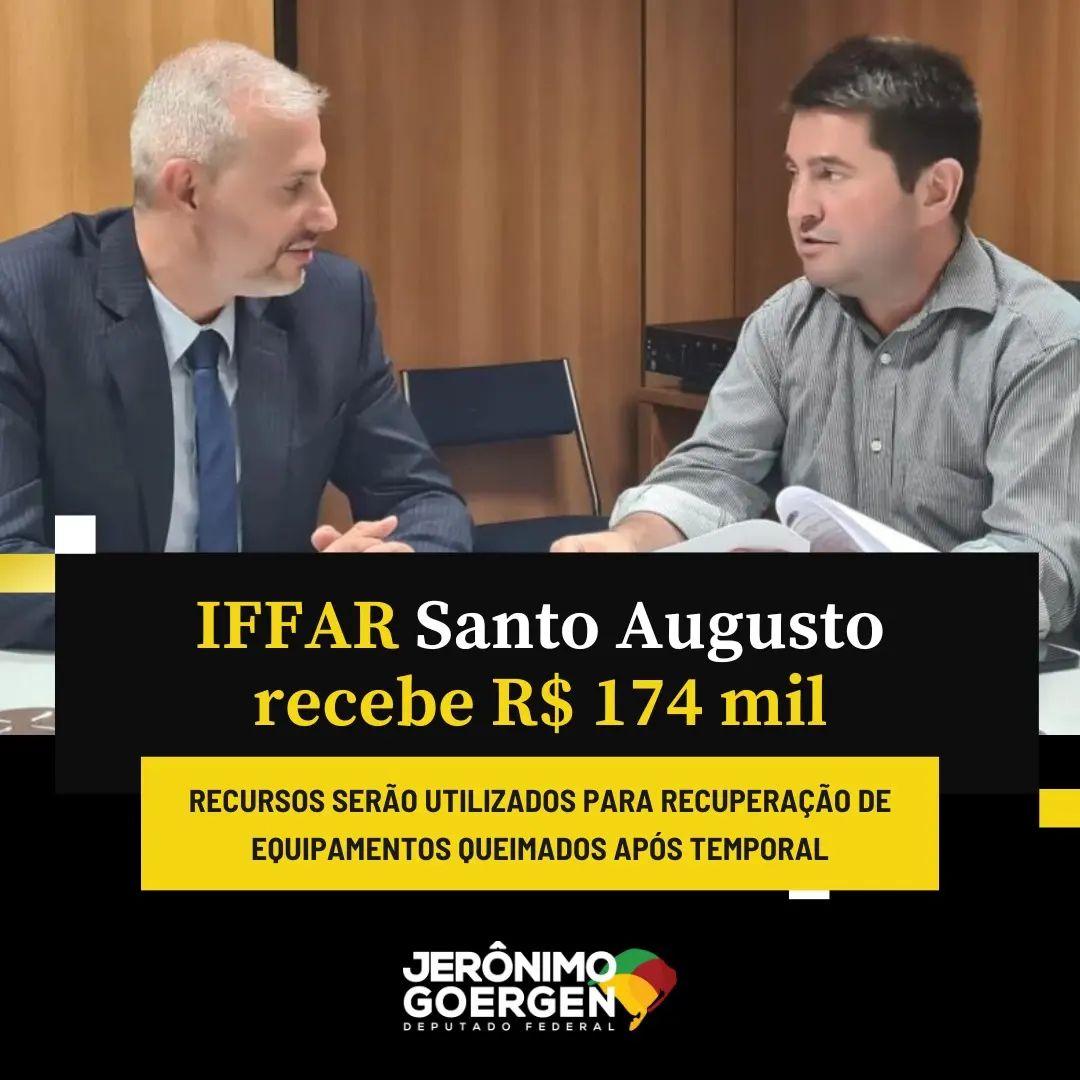 IFFAR Santo Augusto
recebe R$ 174 mil
RECURSOS SERÃO UTILIZADOS PARA RECUPERAÇÃO DE
EQUIPAMENTOS QUEIMADOS APÓS TEMPORAL
JERÔNIMO
GOERGEN
DEPUTADO FEDERAL